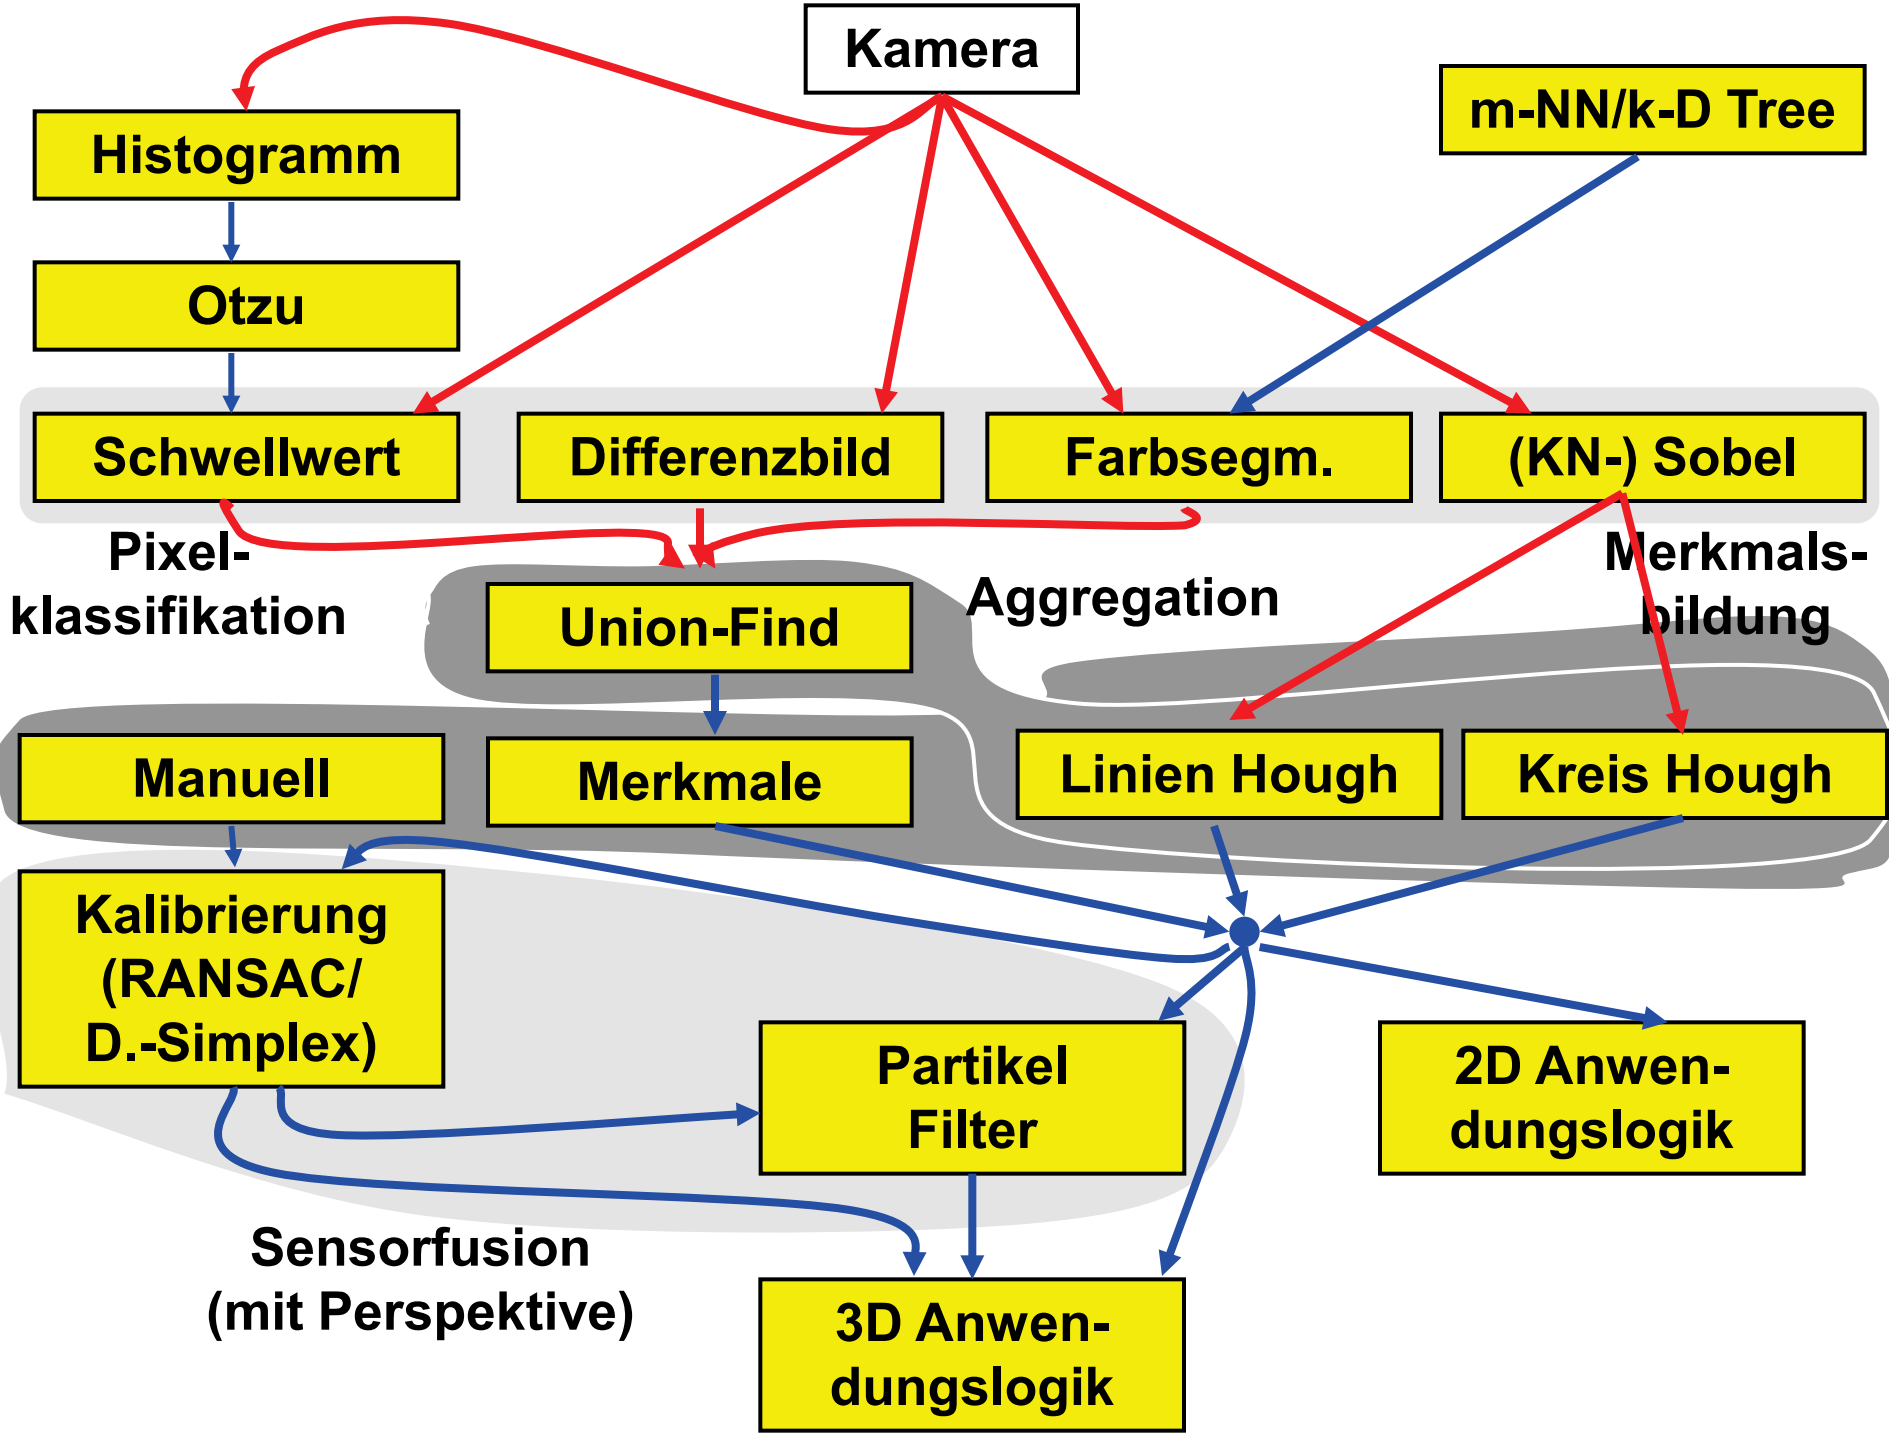 Kamera
m-NN/k-D Tree
Histogramm
Otzu
Schwellwert
Differenzbild
Farbsegm.
(KN-) Sobel
Pixel-
klassifikation
Aggregation
Merkmals-
bildung
Union-Find
Manuell
Merkmale
Linien Hough
Kreis Hough
Kalibrierung
(RANSAC/
D.-Simplex)
Partikel
Filter
2D Anwen-
dungslogik
Sensorfusion
(mit Perspektive)
3D Anwen-
dungslogik